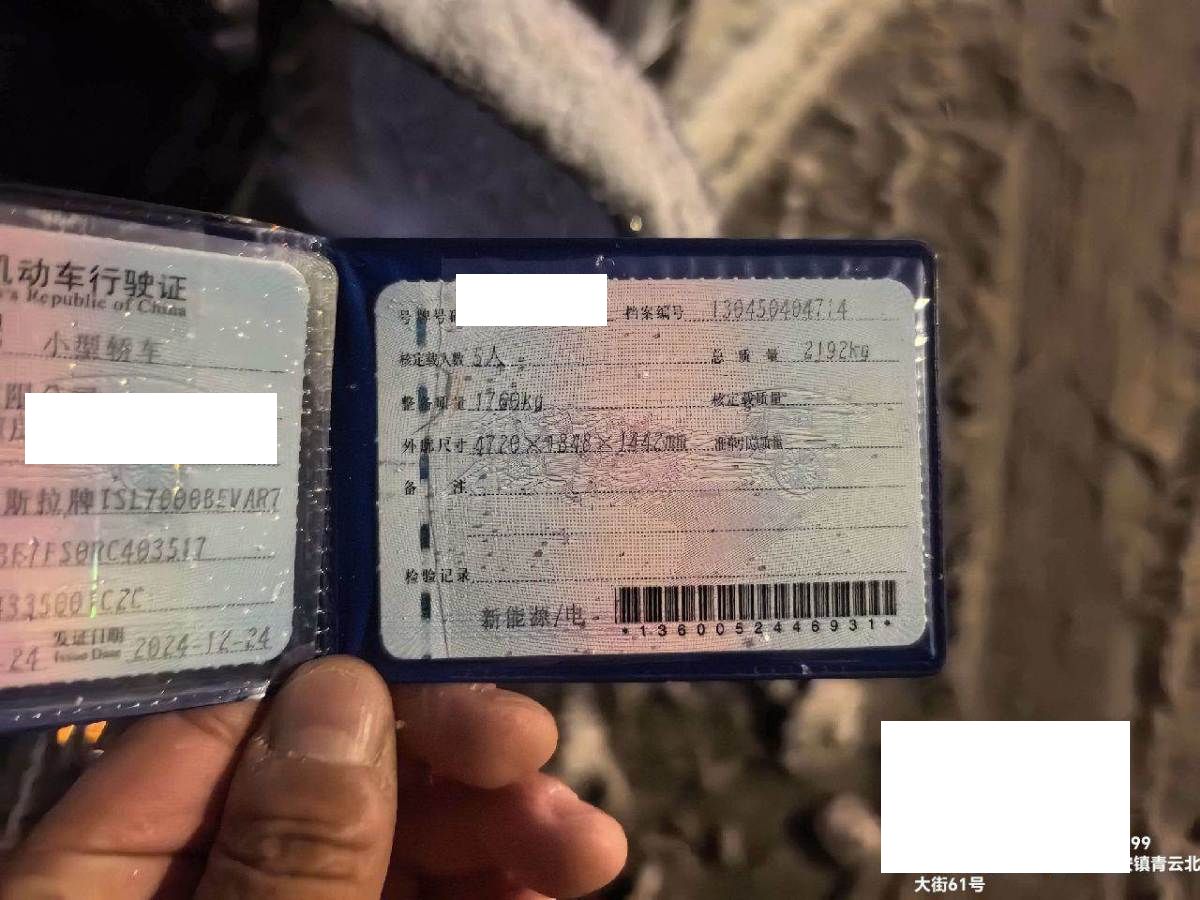 机动车行驶证
's Republic of China
小型轿车
斯拉牌TSL7000BEVAR7
发证日期
Issue Date
2024-12-24
24
号牌号码
档案编号 130450404714
核定载人数 5人
总质量 2192kg
整备质量 1760kg
核定载质量
外廓尺寸 4720×1848×1442mm
准牵引总质量
备注
检验记录
新能源/电
*1360052446931*
99
镇青云北
大街61号